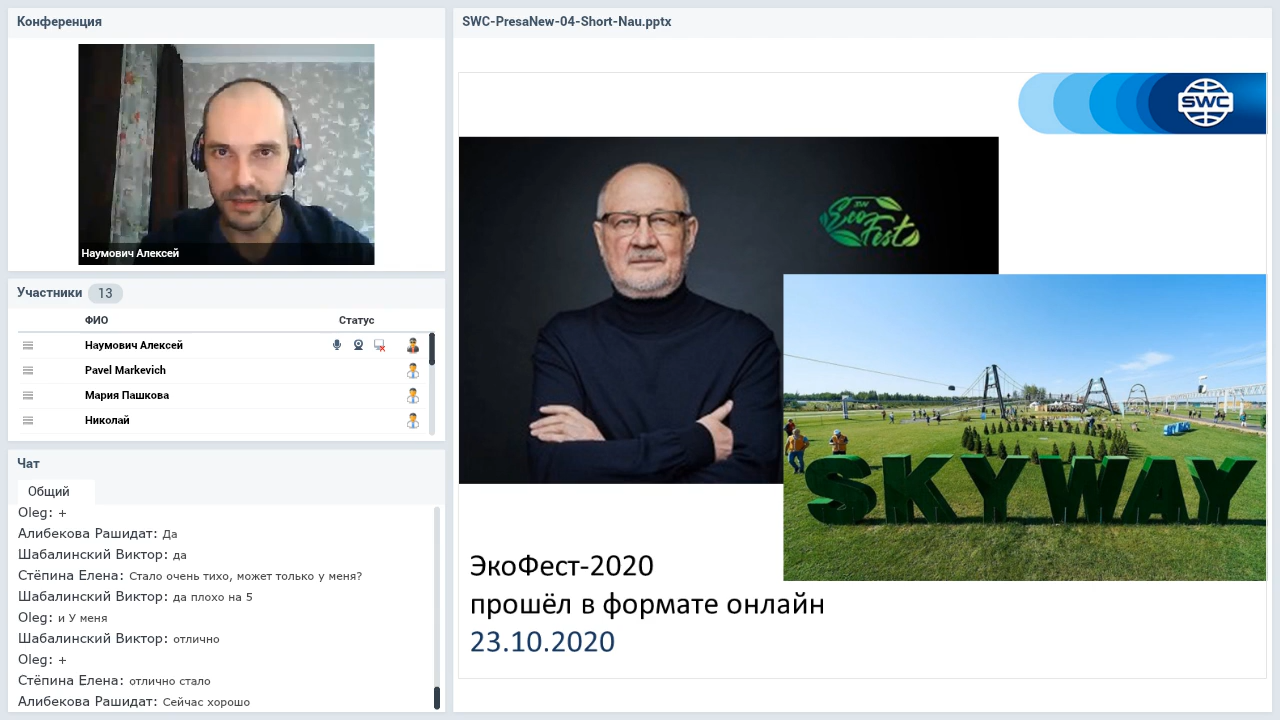 Конференция
Наумович Алексей
Участники 13
ФИО Статус
Наумович Алексей
Pavel Markevich
Мария Пашкова
Николай
Чат
Общий
Oleg: +
Алибекова Рашидат: Да
Шабалинский Виктор: да
Стёпина Елена: Стало очень тихо, может только у меня?
Шабалинский Виктор: да плохо на 5
Oleg: и У меня
Шабалинский Виктор: отлично
Oleg: +
Стёпина Елена: отлично стало
Алибекова Рашидат: Сейчас хорошо
SWC-PresaNew-04-Short-Nau.pptx
SWC
SW
EcoFest
SKYWAY
ЭкоФест-2020
прошёл в формате онлайн
23.10.2020